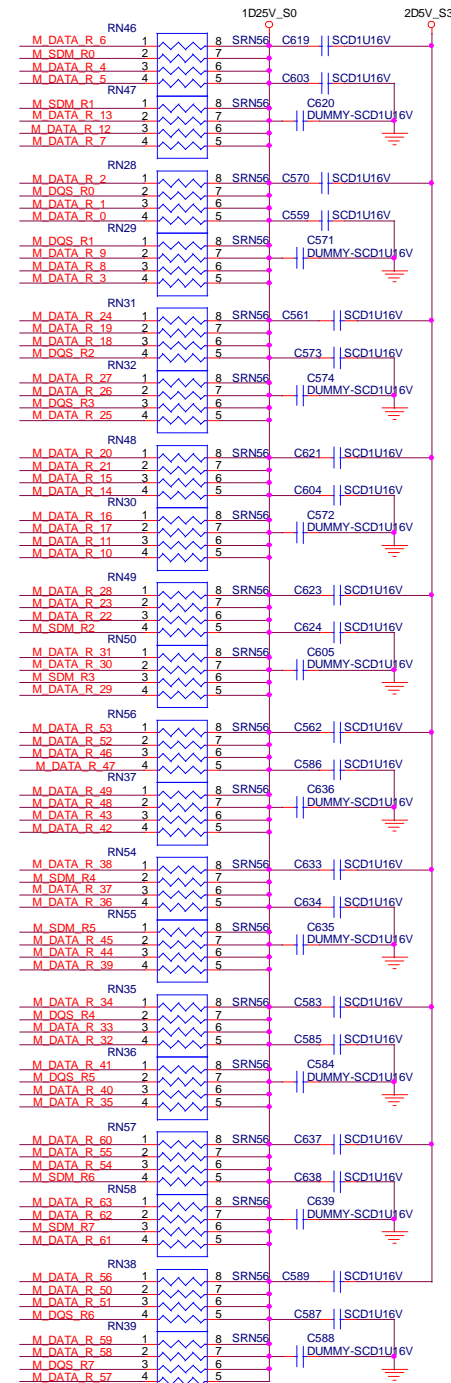 1D25V_S0 2D5V_S3
RN46
M_DATA_R_6 1 8 SRN56 C619 SCD1U16V
M_SDM_R0 2 7
M_DATA_R_4 3 6
M_DATA_R_5 4 5 C603 SCD1U16V
RN47
M_SDM_R1 1 8 SRN56 C620
M_DATA_R_13 2 7 DUMMY-SCD1U16V
M_DATA_R_12 3 6
M_DATA_R_7 4 5
RN28
M_DATA_R_2 1 8 SRN56 C570 SCD1U16V
M_DQS_R0 2 7
M_DATA_R_1 3 6
M_DATA_R_0 4 5 C559 SCD1U16V
RN29
M_DQS_R1 1 8 SRN56 C571
M_DATA_R_9 2 7 DUMMY-SCD1U16V
M_DATA_R_8 3 6
M_DATA_R_3 4 5
RN31
M_DATA_R_24 1 8 SRN56 C561 SCD1U16V
M_DATA_R_19 2 7
M_DATA_R_18 3 6
M_DQS_R2 4 5 C573 SCD1U16V
RN32
M_DATA_R_27 1 8 SRN56 C574
M_DATA_R_26 2 7 DUMMY-SCD1U16V
M_DQS_R3 3 6
M_DATA_R_25 4 5
RN48
M_DATA_R_20 1 8 SRN56 C621 SCD1U16V
M_DATA_R_21 2 7
M_DATA_R_15 3 6
M_DATA_R_14 4 5 C604 SCD1U16V
RN30
M_DATA_R_16 1 8 SRN56 C572
M_DATA_R_17 2 7 DUMMY-SCD1U16V
M_DATA_R_11 3 6
M_DATA_R_10 4 5
RN49
M_DATA_R_28 1 8 SRN56 C623 SCD1U16V
M_DATA_R_23 2 7
M_DATA_R_22 3 6
M_SDM_R2 4 5 C624 SCD1U16V
RN50
M_DATA_R_31 1 8 SRN56 C605
M_DATA_R_30 2 7 DUMMY-SCD1U16V
M_SDM_R3 3 6
M_DATA_R_29 4 5
RN56
M_DATA_R_53 1 8 SRN56 C562 SCD1U16V
M_DATA_R_52 2 7
M_DATA_R_46 3 6
M_DATA_R_47 4 5 C586 SCD1U16V
RN37
M_DATA_R_49 1 8 SRN56 C636
M_DATA_R_48 2 7 DUMMY-SCD1U16V
M_DATA_R_43 3 6
M_DATA_R_42 4 5
RN54
M_DATA_R_38 1 8 SRN56 C633 SCD1U16V
M_SDM_R4 2 7
M_DATA_R_37 3 6
M_DATA_R_36 4 5 C634 SCD1U16V
RN55
M_SDM_R5 1 8 SRN56 C635
M_DATA_R_45 2 7 DUMMY-SCD1U16V
M_DATA_R_44 3 6
M_DATA_R_39 4 5
RN35
M_DATA_R_34 1 8 SRN56 C583 SCD1U16V
M_DQS_R4 2 7
M_DATA_R_33 3 6
M_DATA_R_32 4 5 C585 SCD1U16V
RN36
M_DATA_R_41 1 8 SRN56 C584
M_DQS_R5 2 7 DUMMY-SCD1U16V
M_DATA_R_40 3 6
M_DATA_R_35 4 5
RN57
M_DATA_R_60 1 8 SRN56 C637 SCD1U16V
M_DATA_R_55 2 7
M_DATA_R_54 3 6
M_SDM_R6 4 5 C638 SCD1U16V
RN58
M_DATA_R_63 1 8 SRN56 C639
M_DATA_R_62 2 7 DUMMY-SCD1U16V
M_SDM_R7 3 6
M_DATA_R_61 4 5
RN38
M_DATA_R_56 1 8 SRN56 C589 SCD1U16V
M_DATA_R_50 2 7
M_DATA_R_51 3 6
M_DQS_R6 4 5 C587 SCD1U16V
RN39
M_DATA_R_59 1 8 SRN56 C588
M_DATA_R_58 2 7 DUMMY-SCD1U16V
M_DQS_R7 3 6
M_DATA_R_57 4 5